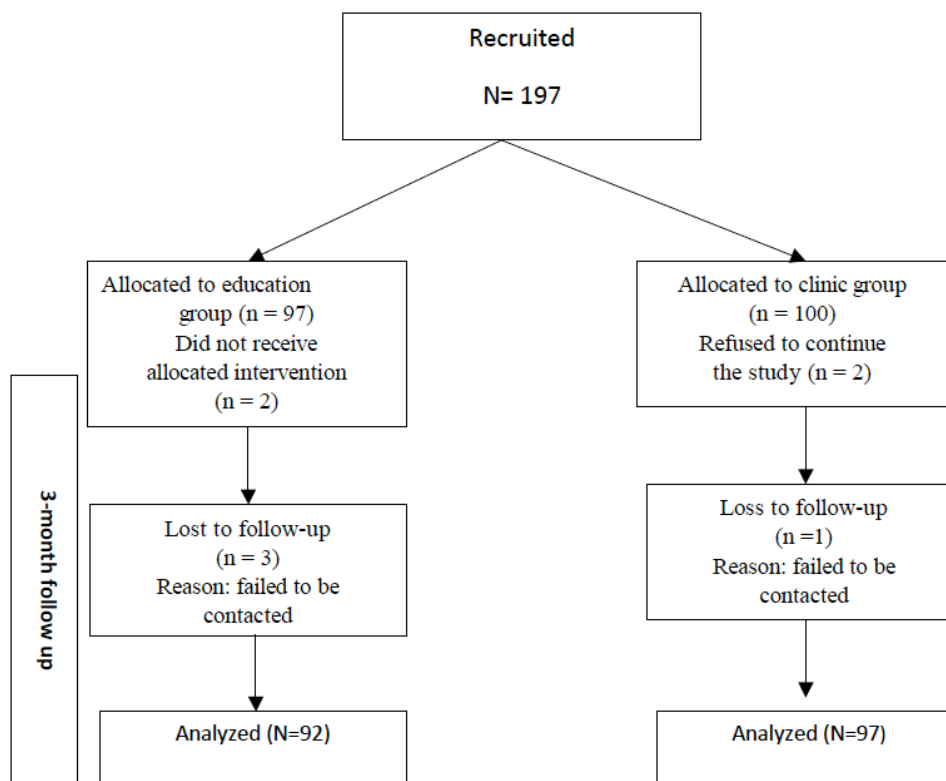 Recruited
N= 197
Allocated to education
group (n = 97)
Did not receive
allocated intervention
(n = 2)
Allocated to clinic group
(n = 100)
Refused to continue
the study (n = 2)
3-month follow up
Lost to follow-up
(n = 3)
Reason: failed to be
contacted
Loss to follow-up
(n =1)
Reason: failed to be
contacted
Analyzed (N=92)
Analyzed (N=97)